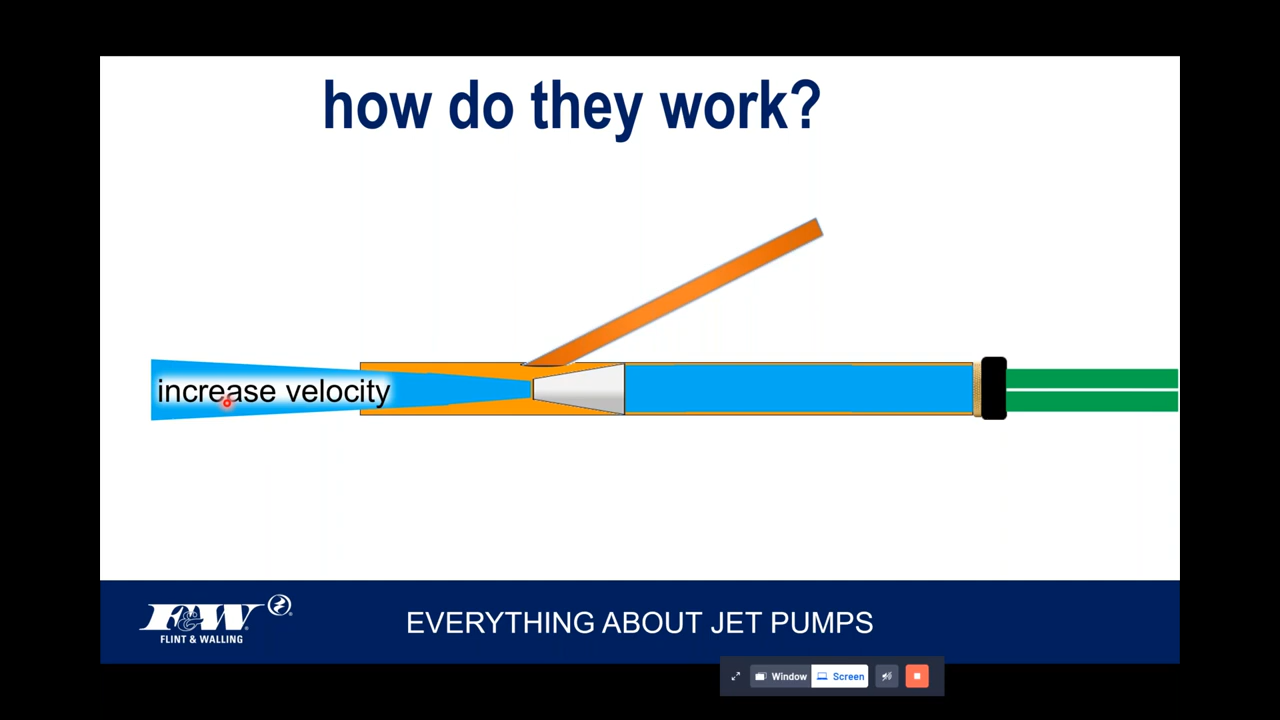 how do they work?
increase velocity
F&W
FLINT & WALLING
EVERYTHING ABOUT JET PUMPS
Window
Screen